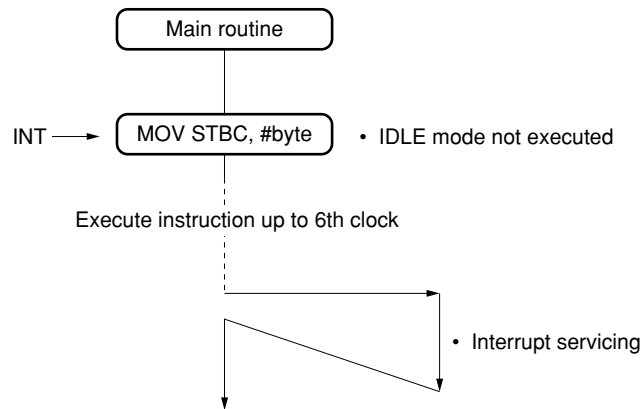 Main routine
INT
MOV STBC, #byte
• IDLE mode not executed
Execute instruction up to 6th clock
• Interrupt servicing